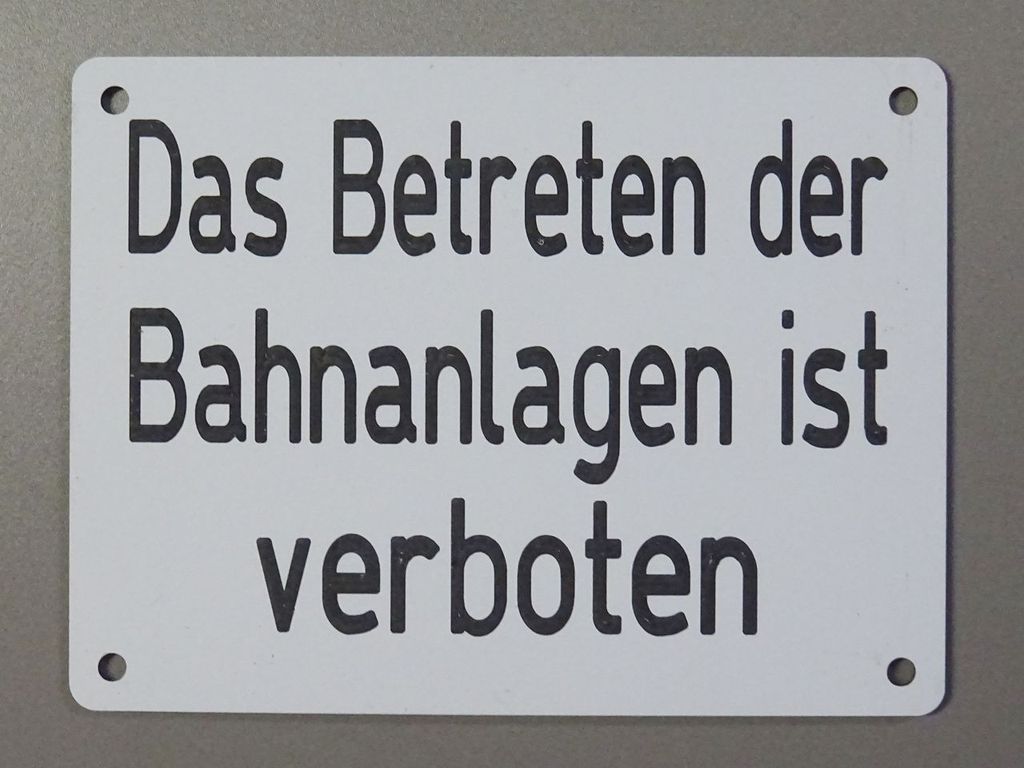 Das Betreten der
Bahnanlagen ist
verboten